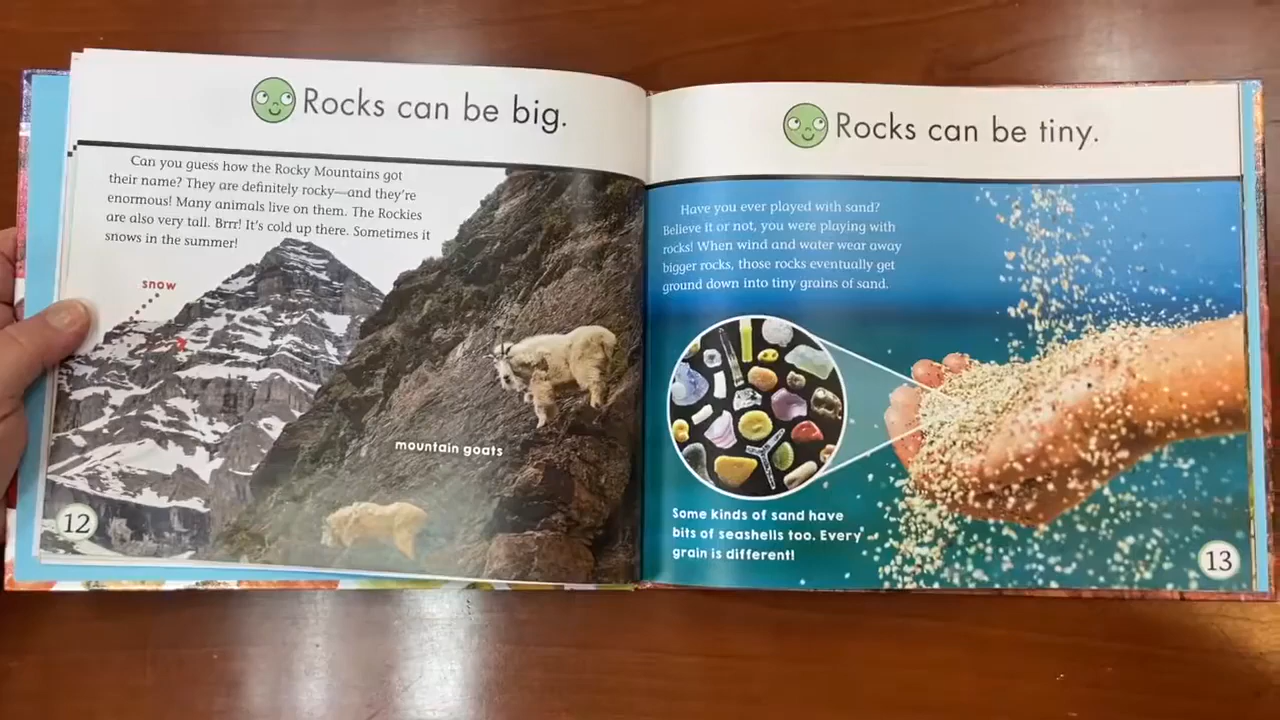 Rocks can be big.
Can you guess how the Rocky Mountains got
their name? They are definitely rocky—and they're
enormous! Many animals live on them. The Rockies
are also very tall. Brrr! It's cold up there. Sometimes it
snows in the summer!
snow
mountain goats
12
Rocks can be tiny.
Have you ever played with sand?
Believe it or not, you were playing with
rocks! When wind and water wear away
bigger rocks, those rocks eventually get
ground down into tiny grains of sand.
Some kinds of sand have
bits of seashells too. Every
grain is different!
13